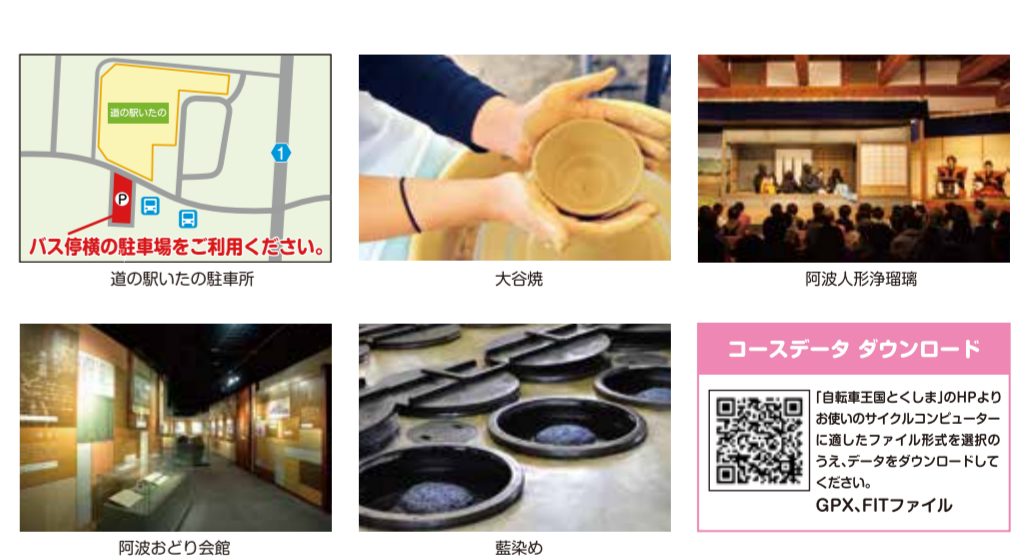 道の駅いたの
1
P
バス停横の駐車場をご利用ください。
道の駅いたの駐車所
大谷焼
阿波人形浄瑠璃
阿波おどり会館
藍染め
コースデータ ダウンロード
「自転車王国とくしま」のHPより
お使いのサイクルコンピューター
に適したファイル形式を選択の
うえ、データをダウンロードして
ください。
GPX、FITファイル